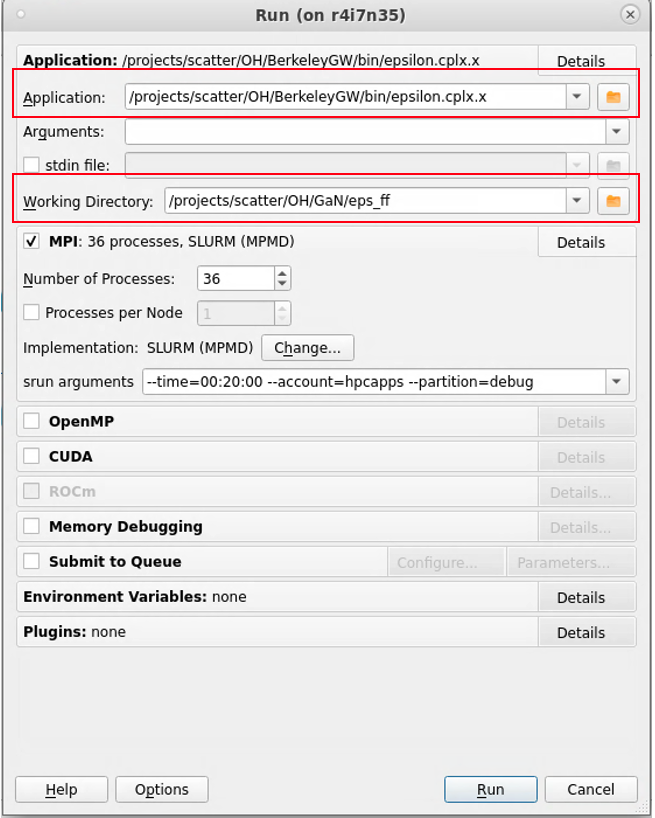 Run (on r4i7n35)
Application: /projects/scatter/OH/BerkeleyGW/bin/epsilon.cplx.x Details
Application: /projects/scatter/OH/BerkeleyGW/bin/epsilon.cplx.x
Arguments:
stdin file:
Working Directory: /projects/scatter/OH/GaN/eps_ff
MPI: 36 processes, SLURM (MPMD) Details
Number of Processes: 36
Processes per Node 1
Implementation: SLURM (MPMD) Change...
srun arguments --time=00:20:00 --account=hpcapps --partition=debug
OpenMP Details
CUDA Details
ROCm Details...
Memory Debugging Details...
Submit to Queue Configure... Parameters...
Environment Variables: none Details
Plugins: none Details
Help Options Run Cancel